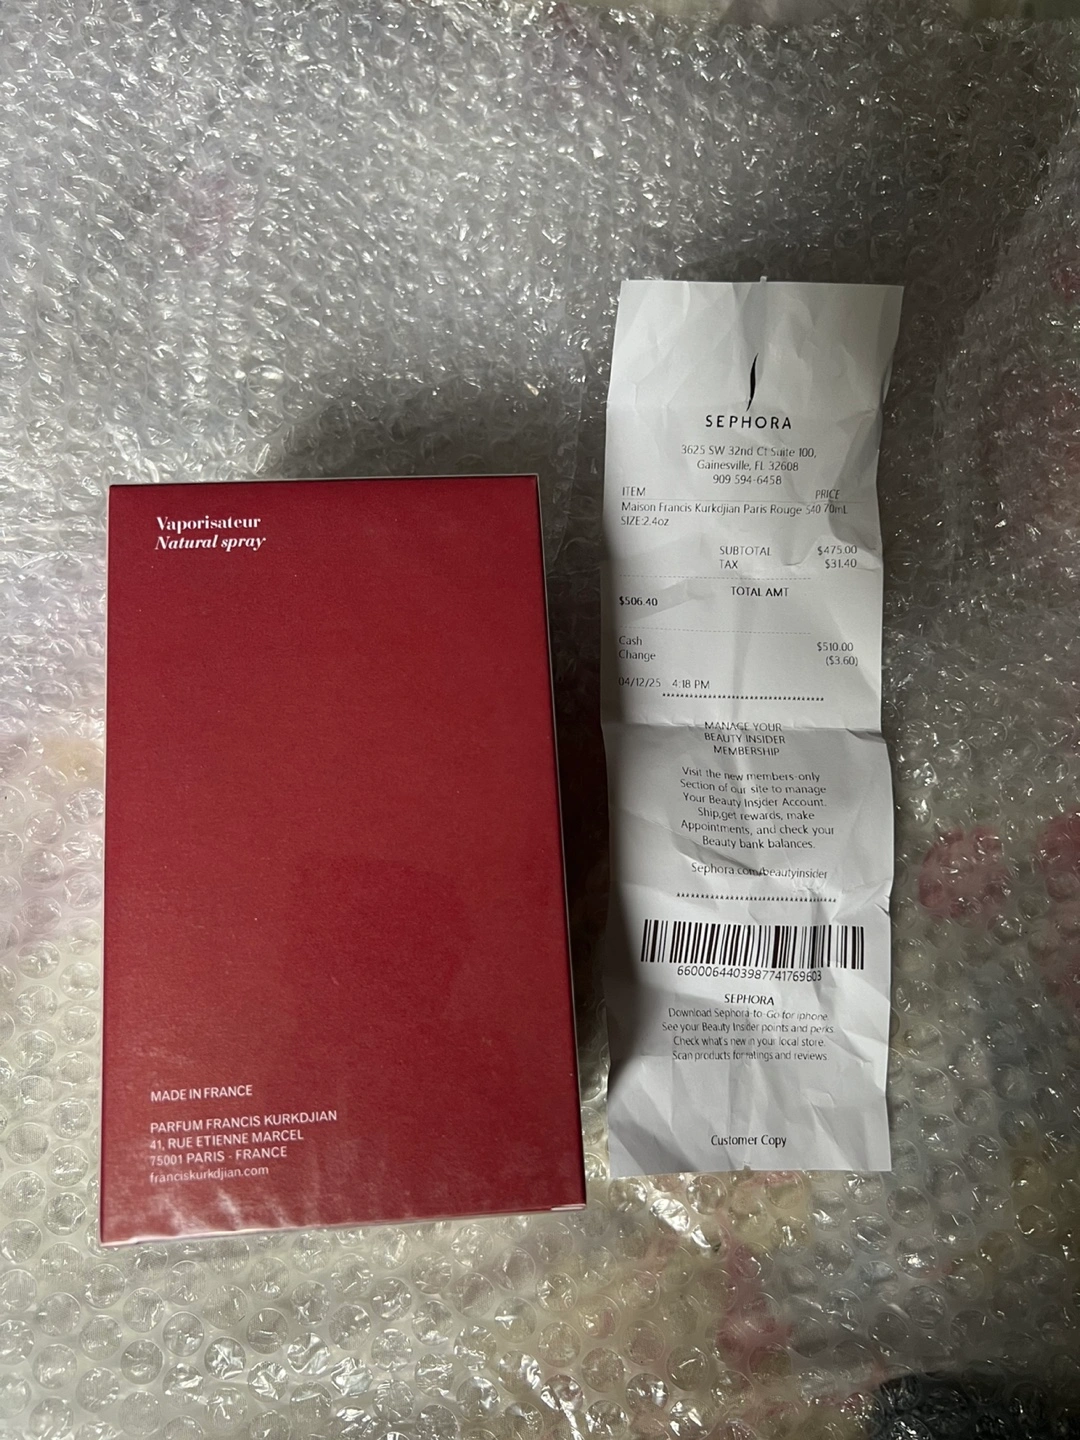 Vaporisateur
Natural spray
MADE IN FRANCE
PARFUM FRANCIS KURKDJIAN
41, RUE ETIENNE MARCEL
75001 PARIS - FRANCE
franciskurkdjian.com
SEPHORA
3625 SW 32nd Ct Suite 100,
Gainesville, FL 32608
909 594-6458
ITEM PRICE
Maison Francis Kurkdjian Paris Rouge 540 70mL
SIZE:2.4oz
SUBTOTAL $475.00
TAX $31.40
TOTAL AMT
$506.40
Cash $510.00
Change ($3.60)
04/12/25 4:18 PM
************************************
MANAGE YOUR
BEAUTY INSIDER
MEMBERSHIP
Visit the new members-only
Section of our site to manage
Your Beauty Insider Account.
Ship,get rewards, make
Appointments, and check your
Beauty bank balances.
Sephora.com/beautyinsider
************************************
6600064403987741769603
SEPHORA
Download Sephora-to-Go for iphone
See your Beauty Insider points and perks.
Check what's new in your local store.
Scan products for ratings and reviews
Customer Copy